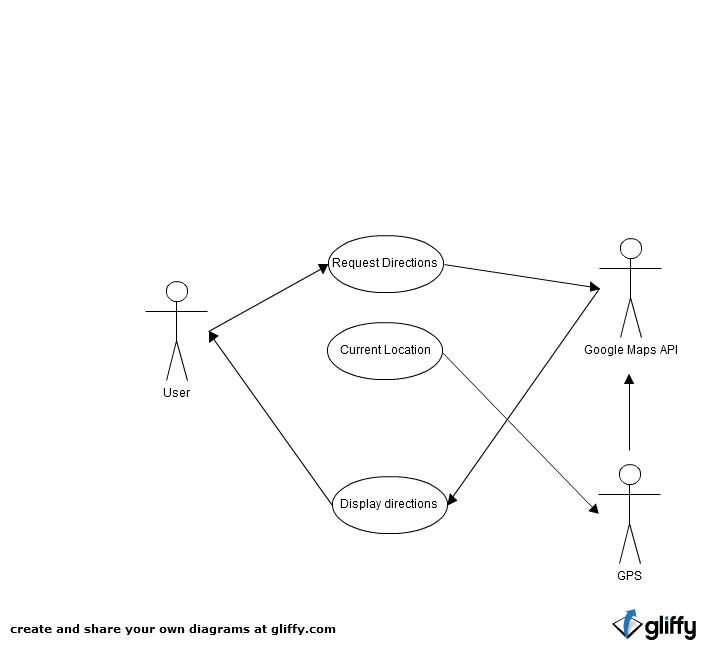 Request Directions
Current Location
Google Maps API
User
Display directions
GPS
create and share your own diagrams at gliffy.com
gliffy